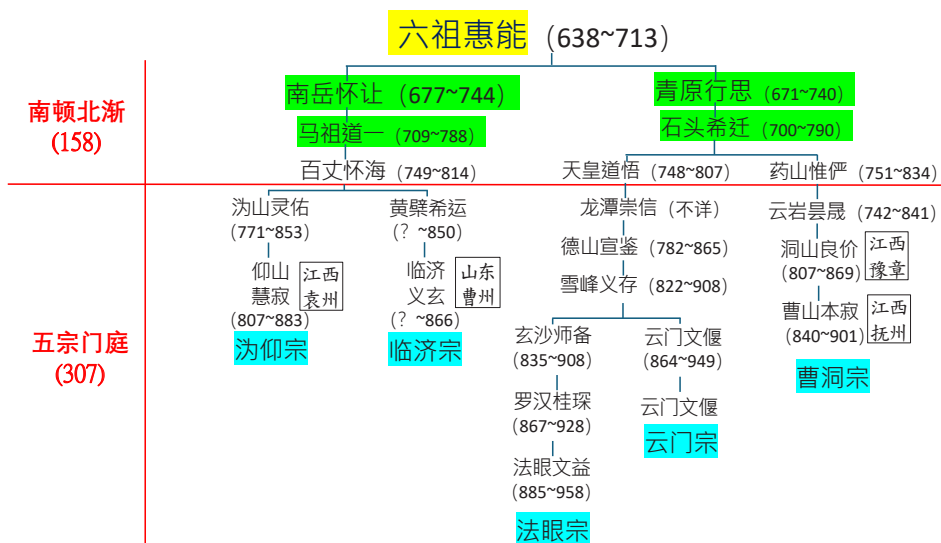 六祖惠能 (638~713)
南顿北渐
(158)
南岳怀让 (677~744)
青原行思 (671~740)
马祖道一 (709~788)
石头希迁 (700~790)
百丈怀海 (749~814)
天皇道悟 (748~807)
药山惟俨 (751~834)
五宗门庭
(307)
沩山灵佑
(771~853)
仰山
慧寂
(807~883)
江西
袁州
沩仰宗
黄檗希运
(？~850)
临济
义玄
(？~866)
山东
曹州
临济宗
龙潭崇信 (不详)
德山宣鉴 (782~865)
雪峰义存 (822~908)
玄沙师备
(835~908)
罗汉桂琛
(867~928)
法眼文益
(885~958)
法眼宗
云门文偃
(864~949)
云门文偃
云门宗
云岩昙晟 (742~841)
洞山良价
(807~869)
江西
豫章
曹山本寂
(840~901)
江西
抚州
曹洞宗